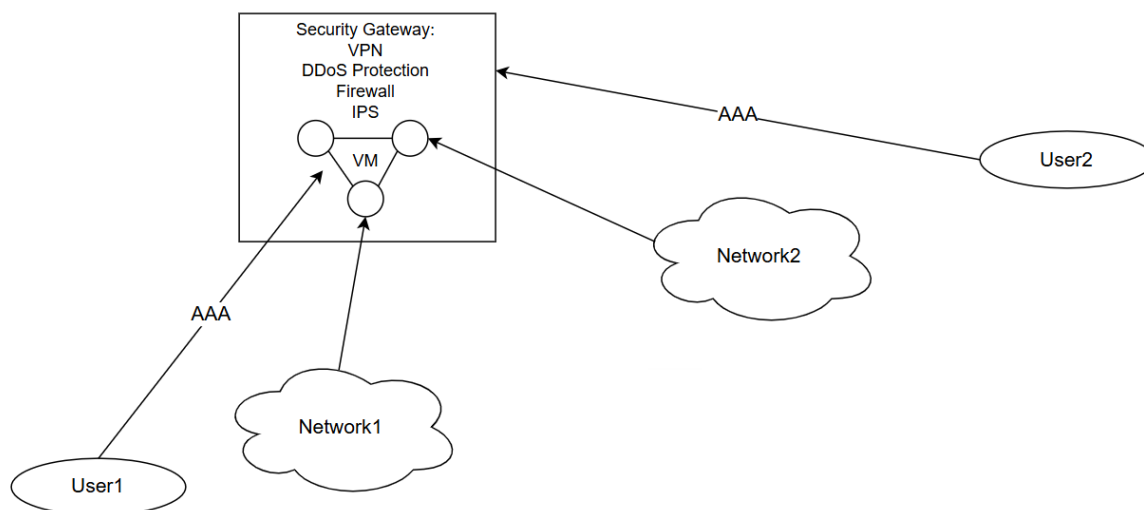 Security Gateway:
VPN
DDoS Protection
Firewall
IPS
VM
AAA
User2
Network2
AAA
Network1
User1